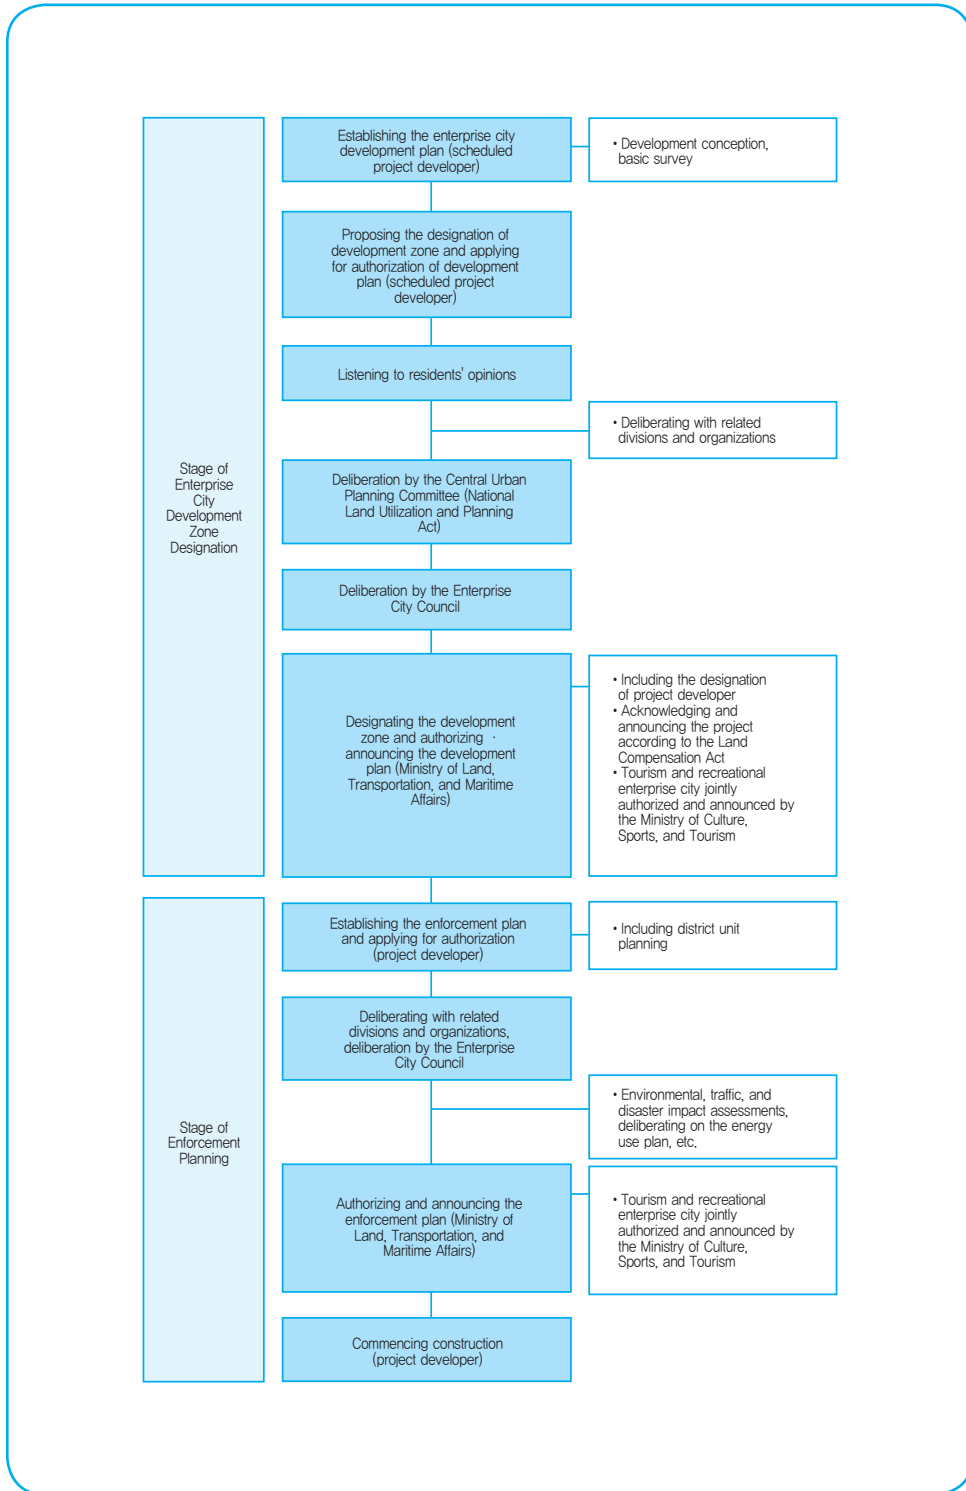 Establishing the enterprise city
development plan (scheduled
project developer)
• Development conception,
basic survey
Proposing the designation of
development zone and applying
for authorization of development
plan (scheduled project
developer)
Listening to residents' opinions
• Deliberating with related
divisions and organizations
Stage of
Enterprise
City
Development
Zone
Designation
Deliberation by the Central Urban
Planning Committee (National
Land Utilization and Planning
Act)
Deliberation by the Enterprise
City Council
Designating the development
zone and authorizing ·
announcing the development
plan (Ministry of Land,
Transportation, and Maritime
Affairs)
• Including the designation
of project developer
• Acknowledging and
announcing the project
according to the Land
Compensation Act
• Tourism and recreational
enterprise city jointly
authorized and announced by
the Ministry of Culture,
Sports, and Tourism
Establishing the enforcement plan
and applying for authorization
(project developer)
• Including district unit
planning
Deliberating with related
divisions and organizations,
deliberation by the Enterprise
City Council
• Environmental, traffic, and
disaster impact assessments,
deliberating on the energy
use plan, etc.
Stage of
Enforcement
Planning
Authorizing and announcing the
enforcement plan (Ministry of
Land, Transportation, and
Maritime Affairs)
• Tourism and recreational
enterprise city jointly
authorized and announced by
the Ministry of Culture,
Sports, and Tourism
Commencing construction
(project developer)